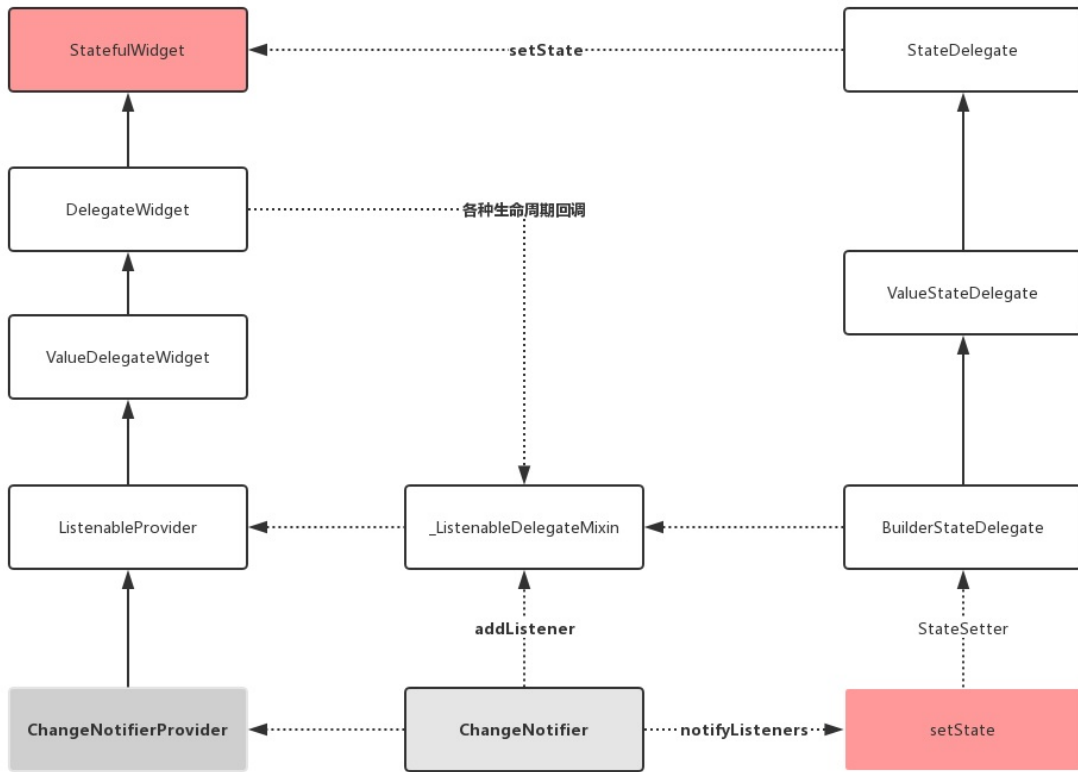 StatefulWidget
setState
StateDelegate
DelegateWidget
各种生命周期回调
ValueStateDelegate
ValueDelegateWidget
ListenableProvider
_ListenableDelegateMixin
BuilderStateDelegate
addListener
StateSetter
ChangeNotifierProvider
ChangeNotifier
notifyListeners
setState